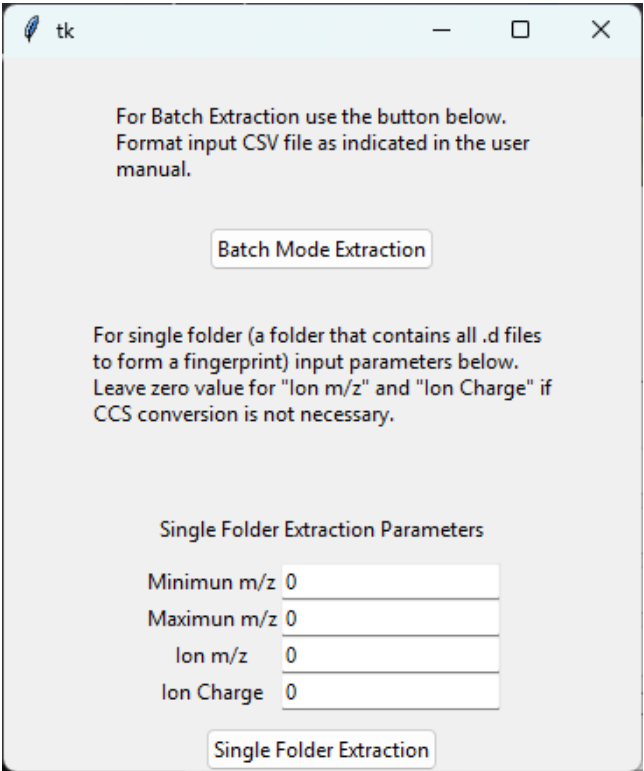 tk
For Batch Extraction use the button below.
Format input CSV file as indicated in the user
manual.
Batch Mode Extraction
For single folder (a folder that contains all .d files
to form a fingerprint) input parameters below.
Leave zero value for "Ion m/z" and "Ion Charge" if
CCS conversion is not necessary.
Single Folder Extraction Parameters
Minimun m/z 0
Maximun m/z 0
Ion m/z 0
Ion Charge 0
Single Folder Extraction